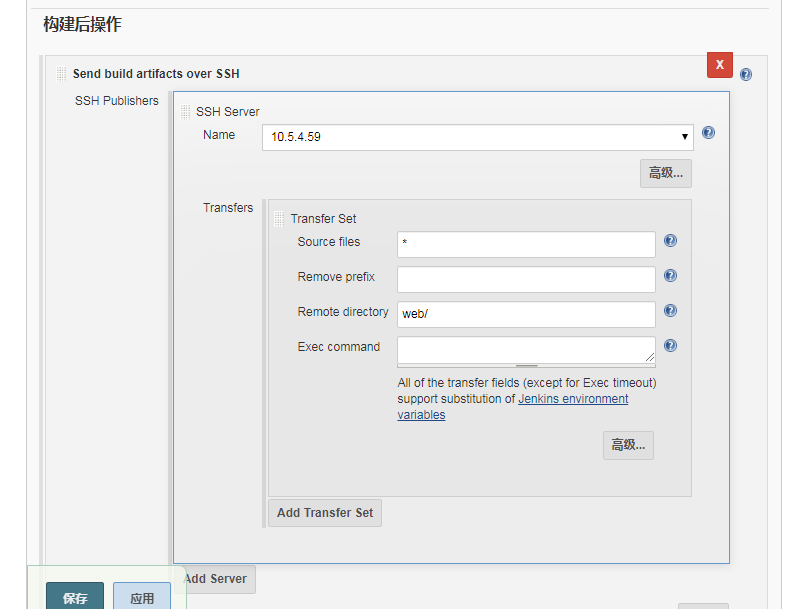 构建后操作
Send build artifacts over SSH
X
SSH Publishers
SSH Server
Name
10.5.4.59
高级...
Transfers
Transfer Set
Source files
*
Remove prefix
Remote directory
web/
Exec command
All of the transfer fields (except for Exec timeout)
support substitution of Jenkins environment
variables
高级...
Add Transfer Set
Add Server
保存
应用